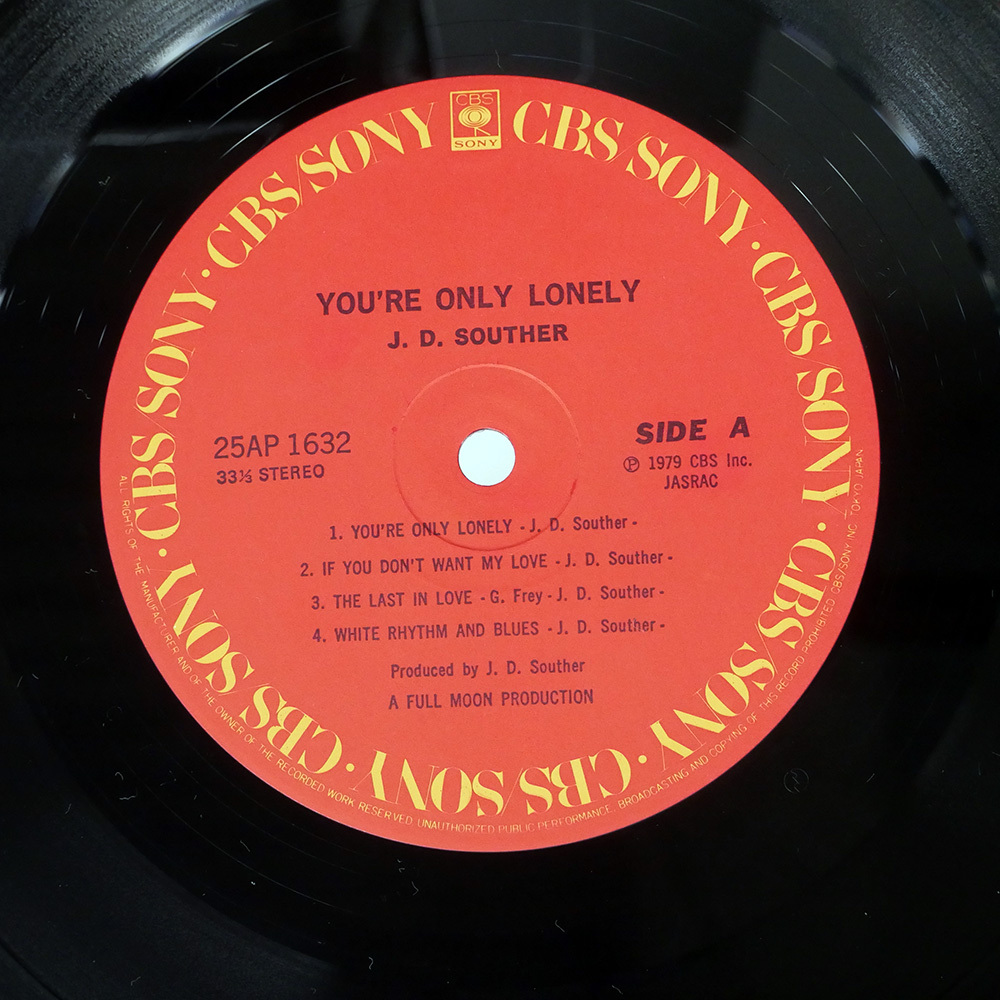 CBS
SONY
CBS/SONY · CBS/SONY · CBS/SONY · CBS/SONY · CBS/SONY · CBS/SONY · CBS/SONY · CBS/SONY
YOU'RE ONLY LONELY
J. D. SOUTHER
25AP 1632
33⅓ STEREO
SIDE A
Ⓟ 1979 CBS Inc.
JASRAC
1. YOU'RE ONLY LONELY - J. D. Souther -
2. IF YOU DON'T WANT MY LOVE - J. D. Souther -
3. THE LAST IN LOVE - G. Frey - J. D. Souther -
4. WHITE RHYTHM AND BLUES - J. D. Souther -
Produced by J. D. Souther
A FULL MOON PRODUCTION
ALL RIGHTS OF THE MANUFACTURER AND OF THE OWNER OF THE RECORDED WORK RESERVED. UNAUTHORIZED PUBLIC PERFORMANCE, BROADCASTING AND COPYING OF THIS RECORD PROHIBITED CBS/SONY INC. TOKYO JAPAN